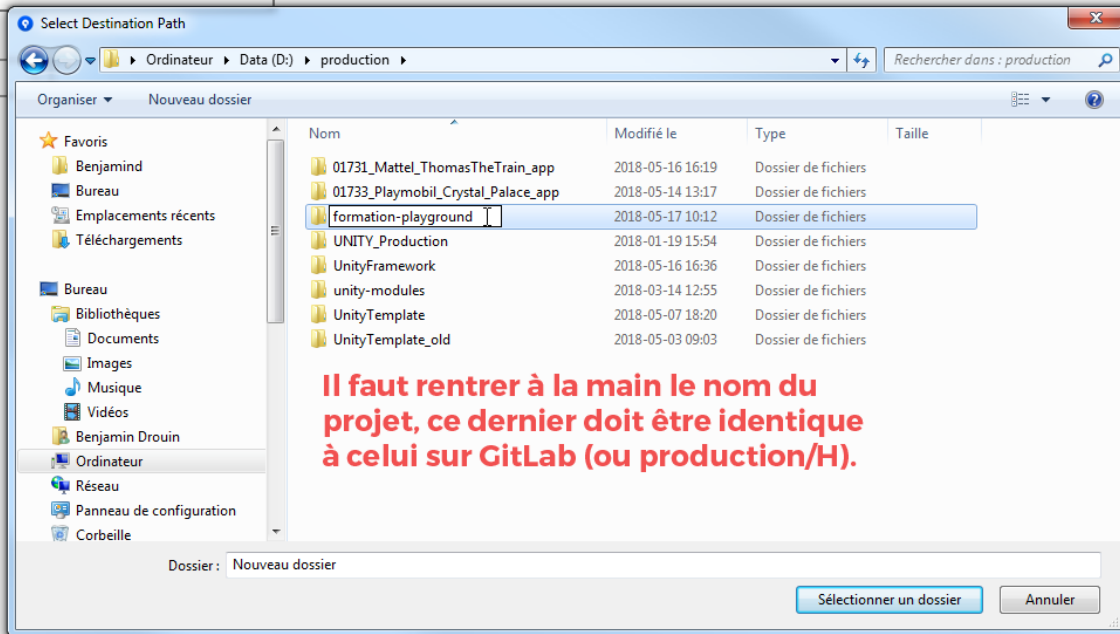 Select Destination Path
Ordinateur Data (D:) production
Rechercher dans : production
Organiser Nouveau dossier
Nom Modifié le Type Taille
Favoris
Benjamind
Bureau
Emplacements récents
Téléchargements
Bureau
Bibliothèques
Documents
Images
Musique
Vidéos
Benjamin Drouin
Ordinateur
Réseau
Panneau de configuration
Corbeille
01731_Mattel_ThomasTheTrain_app 2018-05-16 16:19 Dossier de fichiers
01733_Playmobil_Crystal_Palace_app 2018-05-14 13:17 Dossier de fichiers
formation-playground 2018-05-17 10:12 Dossier de fichiers
UNITY_Production 2018-01-19 15:54 Dossier de fichiers
UnityFramework 2018-05-16 16:36 Dossier de fichiers
unity-modules 2018-03-14 12:55 Dossier de fichiers
UnityTemplate 2018-05-07 18:20 Dossier de fichiers
UnityTemplate_old 2018-05-03 09:03 Dossier de fichiers
Il faut rentrer à la main le nom du
projet, ce dernier doit être identique
à celui sur GitLab (ou production/H).
Dossier : Nouveau dossier
Sélectionner un dossier Annuler